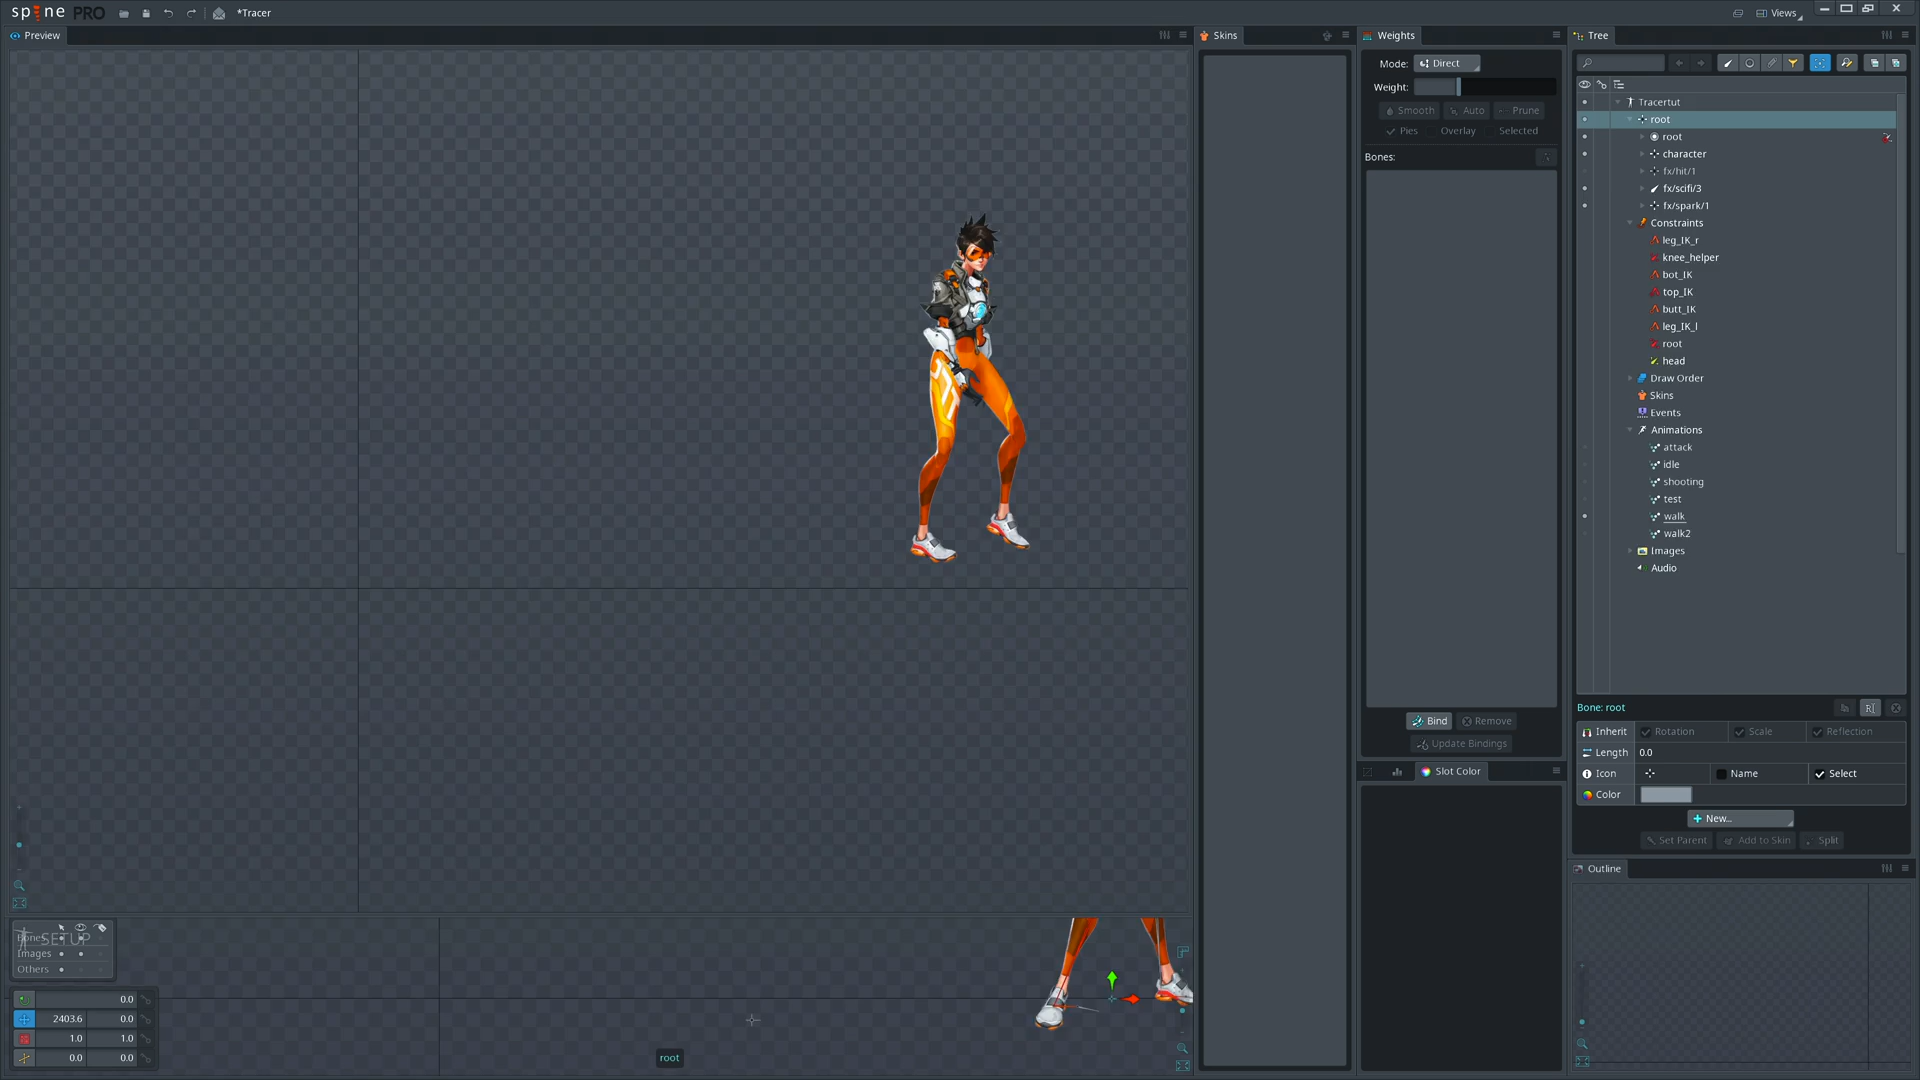 spine PRO
*Tracer
Views
Preview
Skins
Weights
Mode: Direct
Weight:
Smooth Auto Prune
Pies Overlay Selected
Bones:
Bind Remove
Update Bindings
Slot Color
Tree
Tracertut
root
root
character
fx/hit/1
fx/scifi/3
fx/spark/1
Constraints
leg_IK_r
knee_helper
bot_IK
top_IK
butt_IK
leg_IK_l
root
head
Draw Order
Skins
Events
Animations
attack
idle
shooting
test
walk
walk2
Images
Audio
Bone: root
Inherit Rotation Scale Reflection
Length 0.0
Icon Name Select
Color
New...
Set Parent Add to Skin Split
Outline
SETUP
Bones
Images
Others
0.0
2403.6 0.0
1.0 1.0
0.0 0.0
root